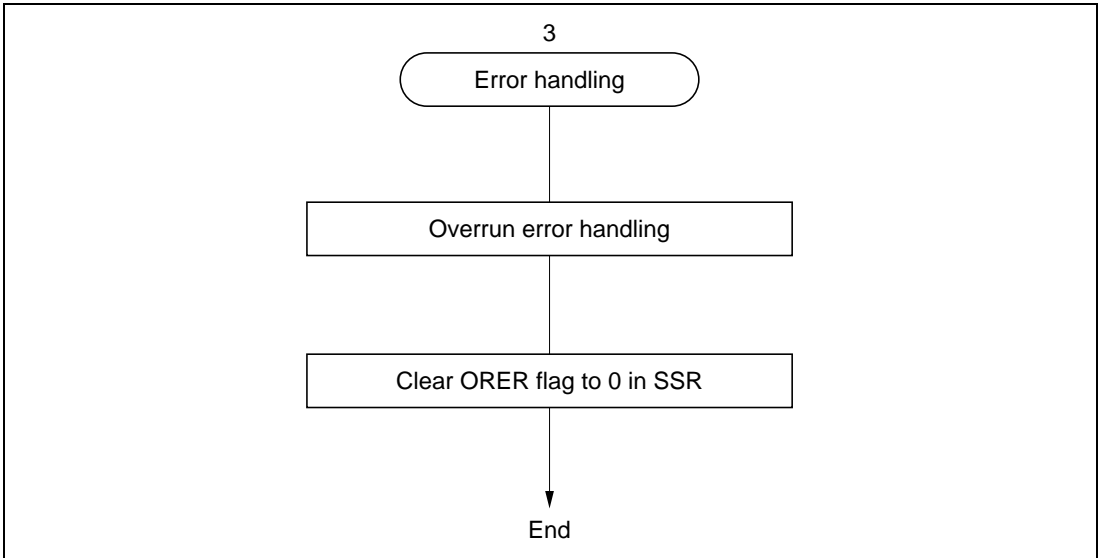 3
Error handling
Overrun error handling
Clear ORER flag to 0 in SSR
End